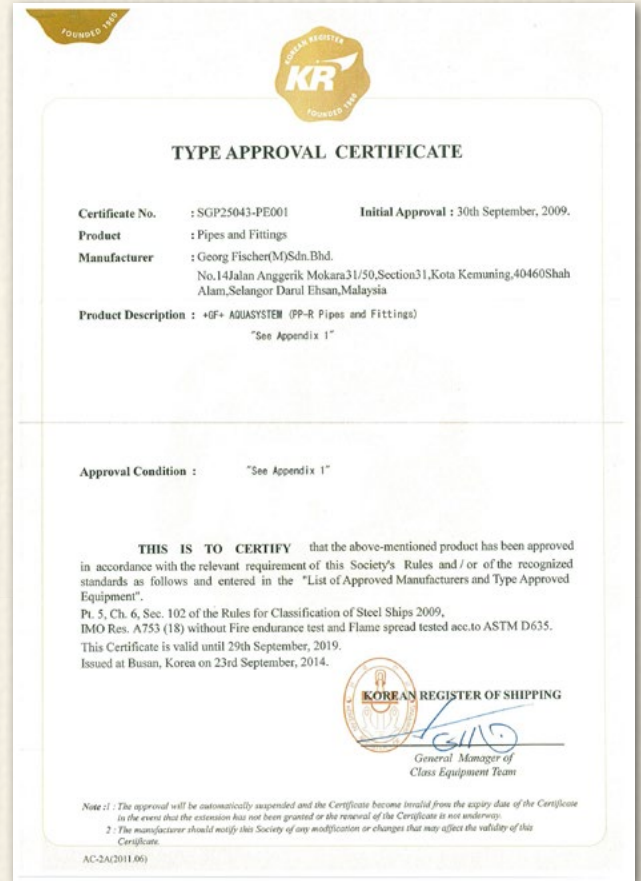 FOUNDED 1960
KOREAN REGISTER
KR
FOUNDED 1960
TYPE APPROVAL CERTIFICATE
Certificate No. : SGP25043-PE001 Initial Approval : 30th September, 2009.
Product : Pipes and Fittings
Manufacturer : Georg Fischer(M)Sdn.Bhd.
No.14Jalan Anggerik Mokara31/50,Section31,Kota Kemuning,40460Shah
Alam,Selangor Darul Ehsan,Malaysia
Product Description : +GF+ AQUASYSTEM (PP-R Pipes and Fittings)
"See Appendix 1"
Approval Condition : "See Appendix 1"
THIS IS TO CERTIFY that the above-mentioned product has been approved
in accordance with the relevant requirement of this Society's Rules and / or of the recognized
standards as follows and entered in the "List of Approved Manufacturers and Type Approved
Equipment".
Pt. 5, Ch. 6, Sec. 102 of the Rules for Classification of Steel Ships 2009,
IMO Res. A753 (18) without Fire endurance test and Flame spread tested acc.to ASTM D635.
This Certificate is valid until 29th September, 2019.
Issued at Busan, Korea on 23rd September, 2014.
KOREAN REGISTER OF SHIPPING
General Manager of
Class Equipment Team
Note :1 : The approval will be automatically suspended and the Certificate become invalid from the expiry date of the Certificate
in the event that the extension has not been granted or the renewal of the Certificate is not underway.
2 : The manufacturer should notify this Society of any modification or changes that may affect the validity of this
Certificate.
AC-2A(2011.06)